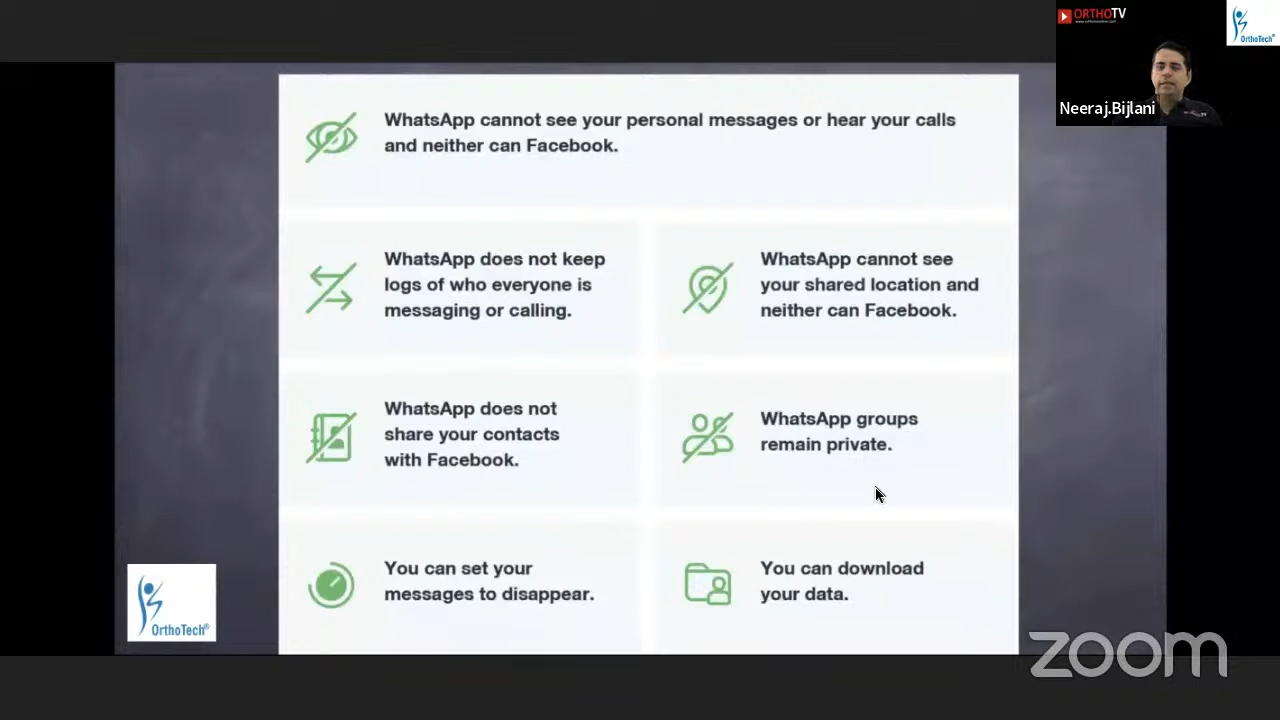 ORTHOTV
OrthoTech®
Neeraj.Bijlani
WhatsApp cannot see your personal messages or hear your calls
and neither can Facebook.
WhatsApp does not keep
logs of who everyone is
messaging or calling.
WhatsApp cannot see
your shared location and
neither can Facebook.
WhatsApp does not
share your contacts
with Facebook.
WhatsApp groups
remain private.
You can set your
messages to disappear.
You can download
your data.
OrthoTech®
zoom